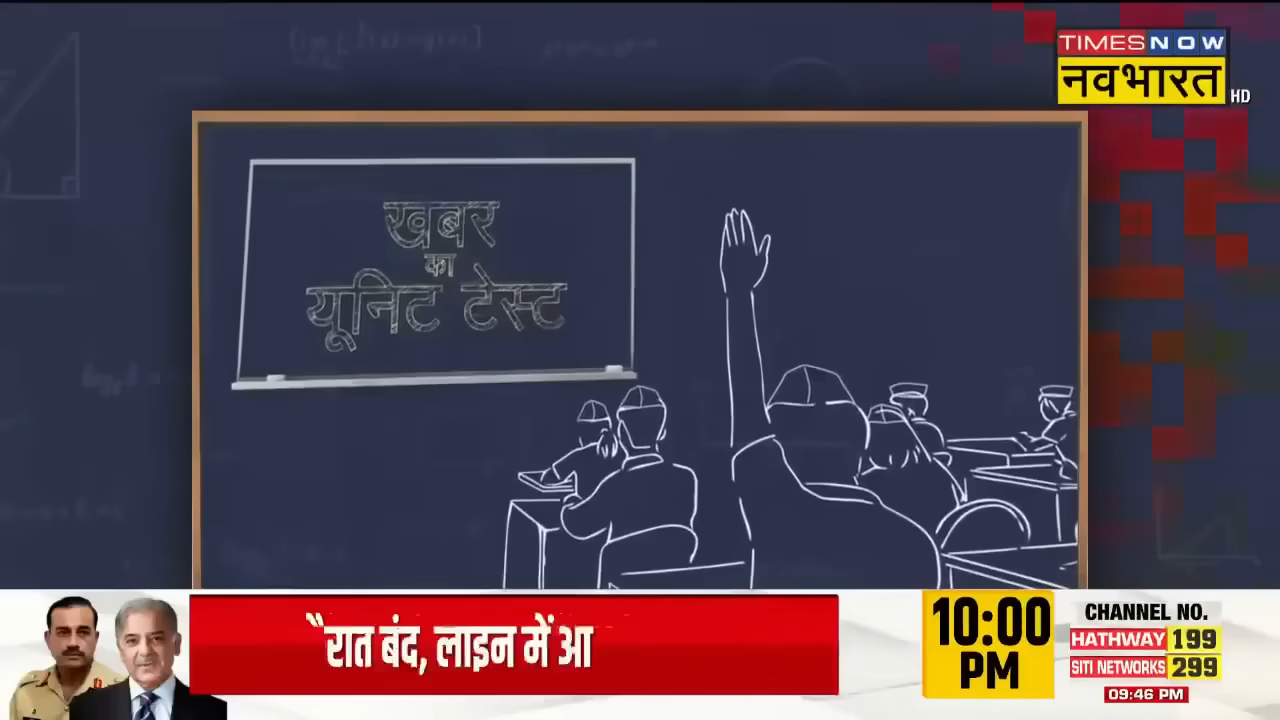 TIMES NOW
नवभारत
HD
खबर
का
यूनिट टेस्ट
"रात बंद, लाइन में आ
10:00
PM
CHANNEL NO.
HATHWAY 199
SITI NETWORKS 299
09:46 PM